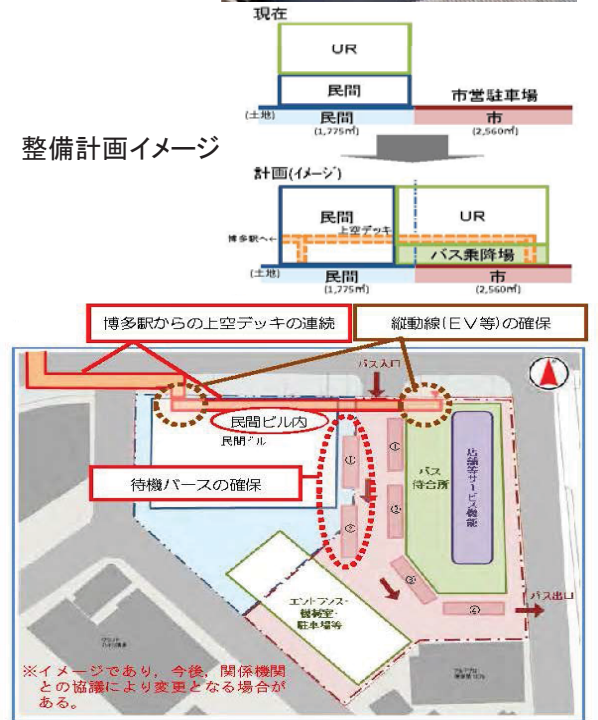 現在
UR
民間
市営駐車場
(土地)
民間
市
(1,775㎡)
(2,560㎡)
整備計画イメージ
計画(イメージ)
民間
UR
上空デッキ
博多駅へ←
バス乗降場
(土地)
民間
市
(1,775㎡)
(2,560㎡)
博多駅からの上空デッキの連続
縦動線(EV等)の確保
バス入口
民間ビル内
民間ビル
①
①
待機バースの確保
バス
待合所
店舗等サービス機能
②
②
③
エントランス・
機械室・
駐車場等
④
バス出口
※イメージであり、今後、関係機関
との協議により変更となる場合が
ある。